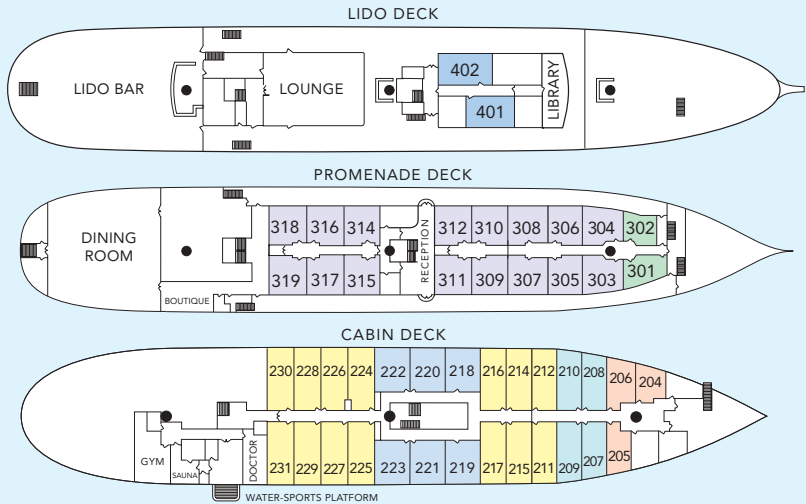 LIDO DECK
LIDO BAR
LOUNGE
402
401
LIBRARY
PROMENADE DECK
DINING
ROOM
BOUTIQUE
318 316 314
319 317 315
RECEPTION
312 310 308 306 304 302
311 309 307 305 303 301
CABIN DECK
230 228 226 224 222 220 218 216 214 212 210 208 206 204
GYM
SAUNA
DOCTOR
231 229 227 225 223 221 219 217 215 211 209 207 205
WATER-SPORTS PLATFORM